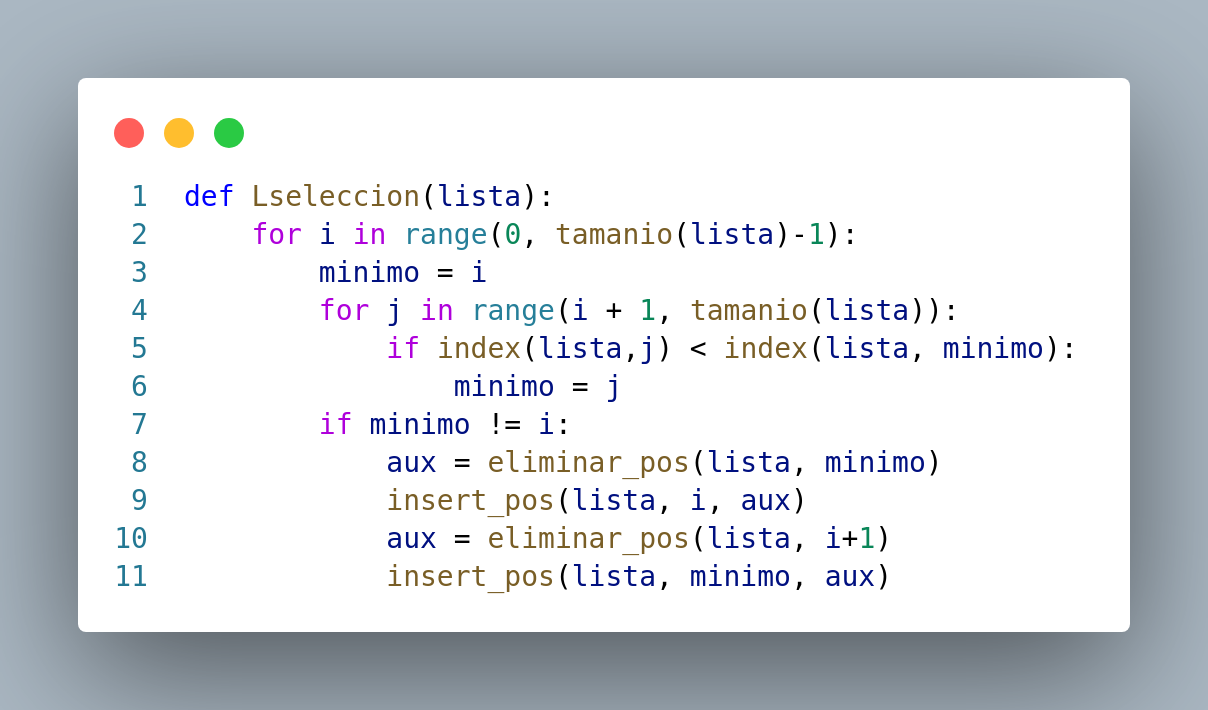 1 def Lseleccion(lista):
2     for i in range(0, tamanio(lista)-1):
3         minimo = i
4         for j in range(i + 1, tamanio(lista)):
5             if index(lista,j) < index(lista, minimo):
6                 minimo = j
7         if minimo != i:
8             aux = eliminar_pos(lista, minimo)
9             insert_pos(lista, i, aux)
10             aux = eliminar_pos(lista, i+1)
11             insert_pos(lista, minimo, aux)